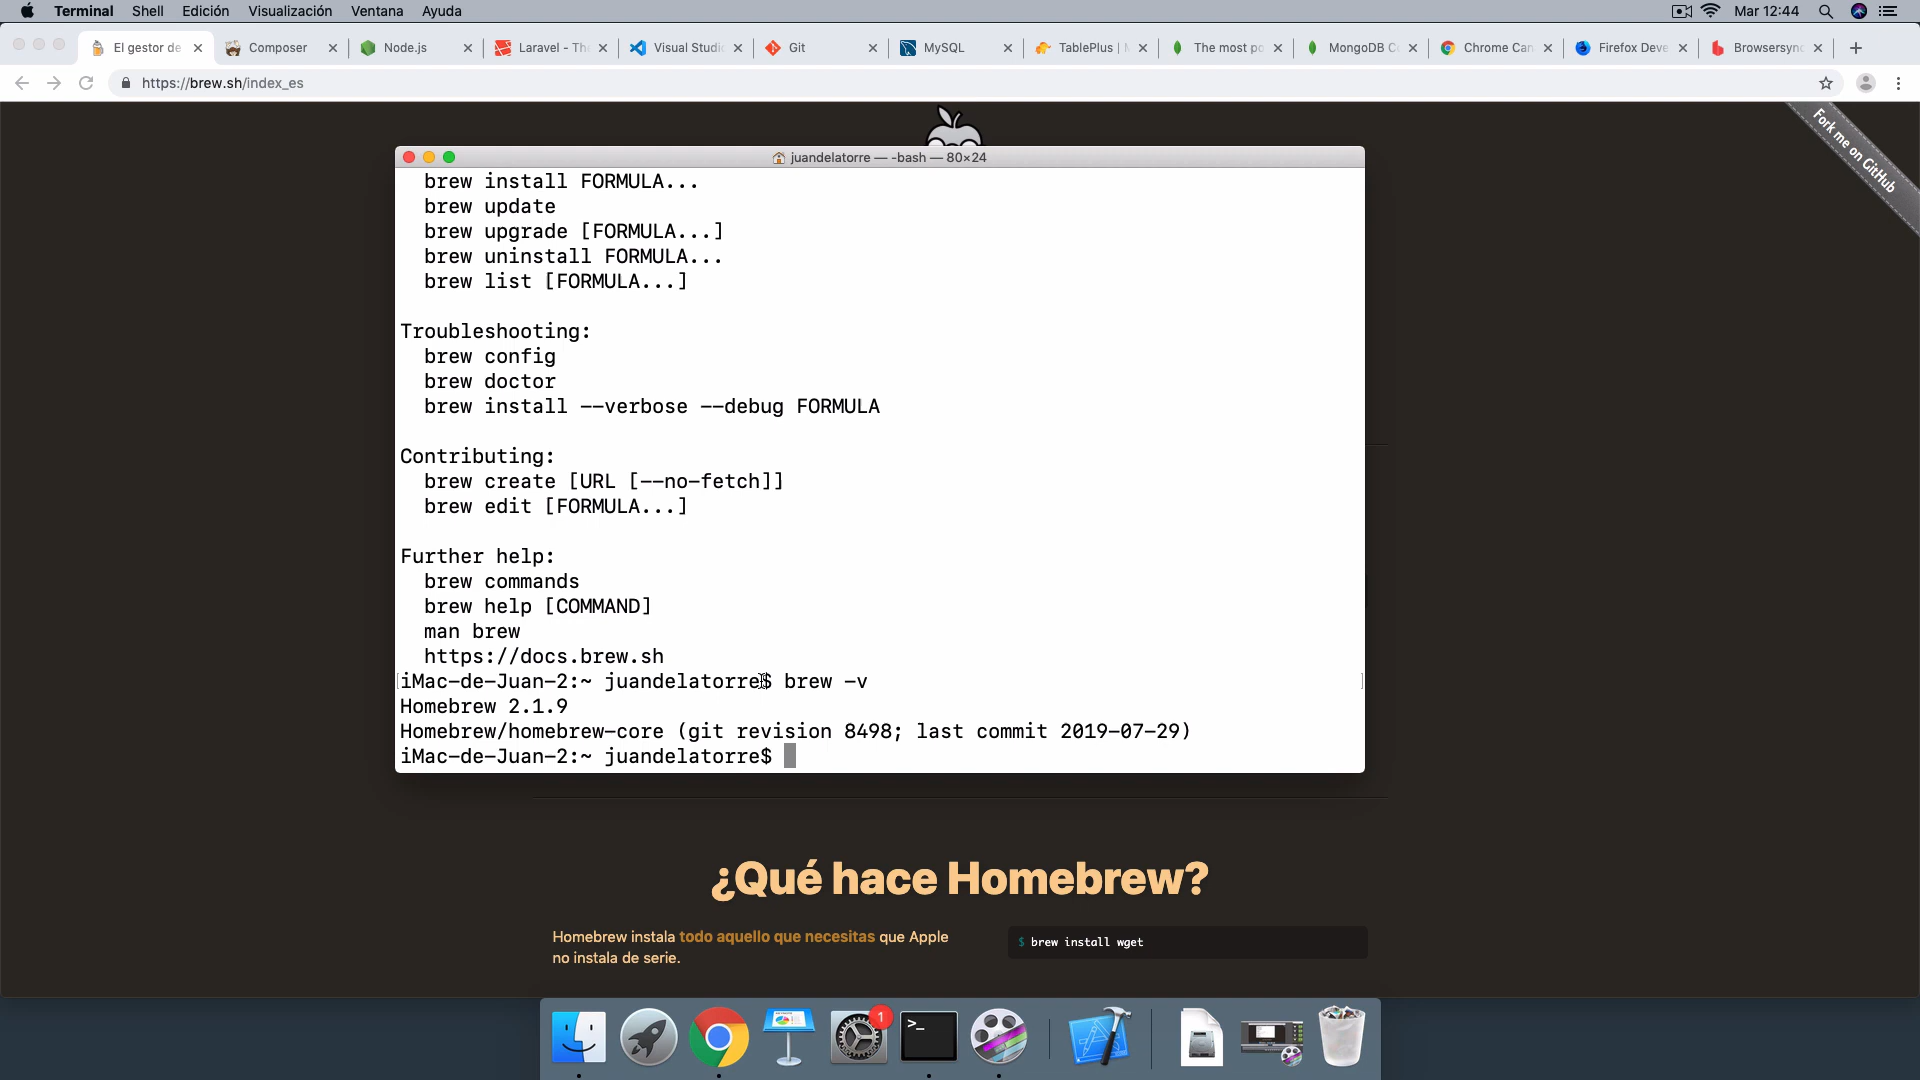 Terminal Shell Edición Visualización Ventana Ayuda Mar 12:44
El gestor de Composer Node.js Laravel - The Visual Studi Git MySQL TablePlus | M The most po MongoDB C Chrome Can Firefox Deve Browsersync
https://brew.sh/index_es
Fork me on GitHub
juandelatorre — -bash — 80×24
brew install FORMULA...
brew update
brew upgrade [FORMULA...]
brew uninstall FORMULA...
brew list [FORMULA...]
Troubleshooting:
brew config
brew doctor
brew install --verbose --debug FORMULA
Contributing:
brew create [URL [--no-fetch]]
brew edit [FORMULA...]
Further help:
brew commands
brew help [COMMAND]
man brew
https://docs.brew.sh
iMac-de-Juan-2:~ juandelatorre$ brew -v
Homebrew 2.1.9
Homebrew/homebrew-core (git revision 8498; last commit 2019-07-29)
iMac-de-Juan-2:~ juandelatorre$
¿Qué hace Homebrew?
Homebrew instala todo aquello que necesitas que Apple
no instala de serie.
$ brew install wget
1